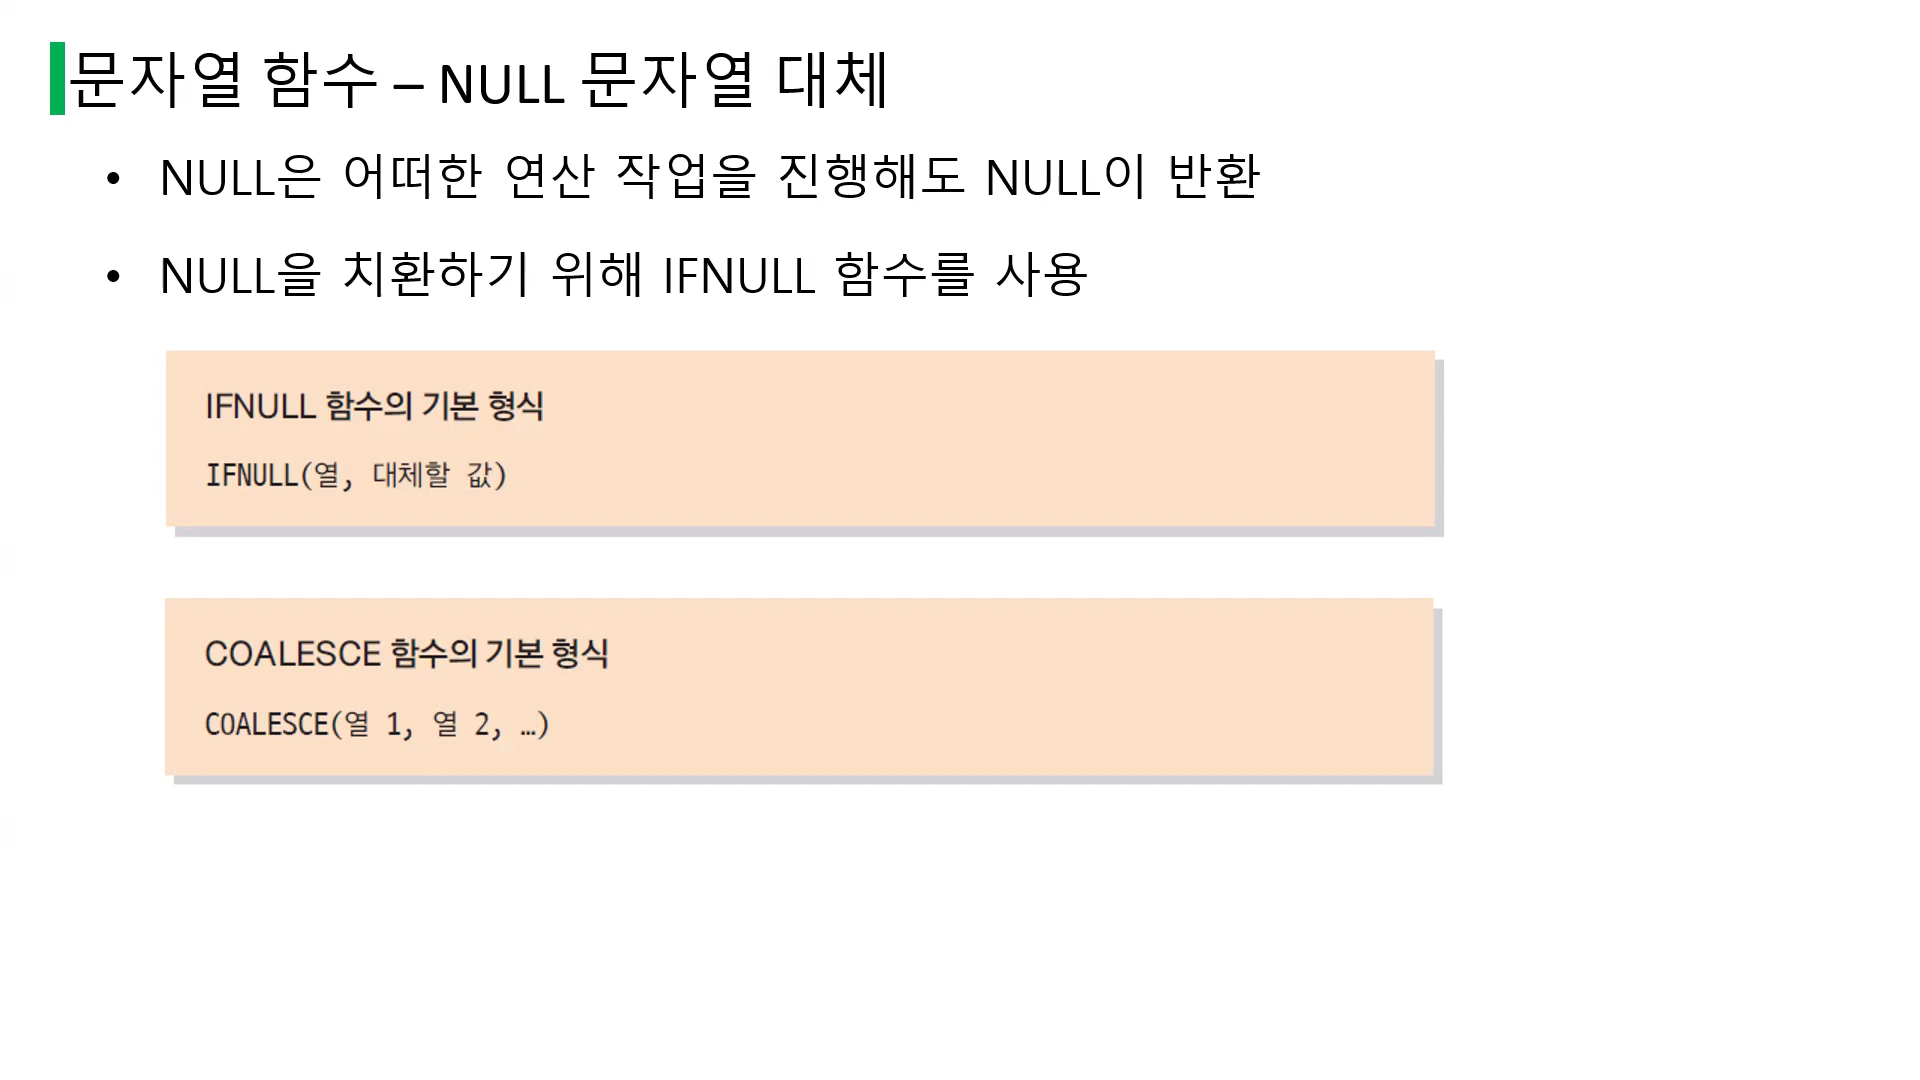 문자열 함수 – NULL 문자열 대체
• NULL은 어떠한 연산 작업을 진행해도 NULL이 반환
• NULL을 치환하기 위해 IFNULL 함수를 사용
IFNULL 함수의 기본 형식
IFNULL(열, 대체할 값)
COALESCE 함수의 기본 형식
COALESCE(열 1, 열 2, …)